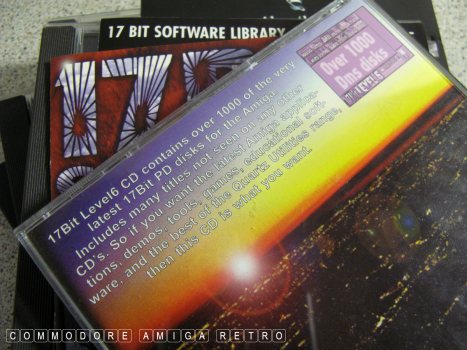 17 BIT SOFTWARE LIBRARY
17B
Over 1000
Dms disks
LEVEL6
17Bit Level6 CD contains over 1000 of the very
latest 17Bit PD disks for the Amiga.
Includes many titles not seen on any other
CD's. So if you want the latest Amiga applica-
tions, demos, tools, games, educational soft-
ware, and the best of the Quartz Utilities range,
then this CD is what you want.
COMMODORE AMIGA RETRO